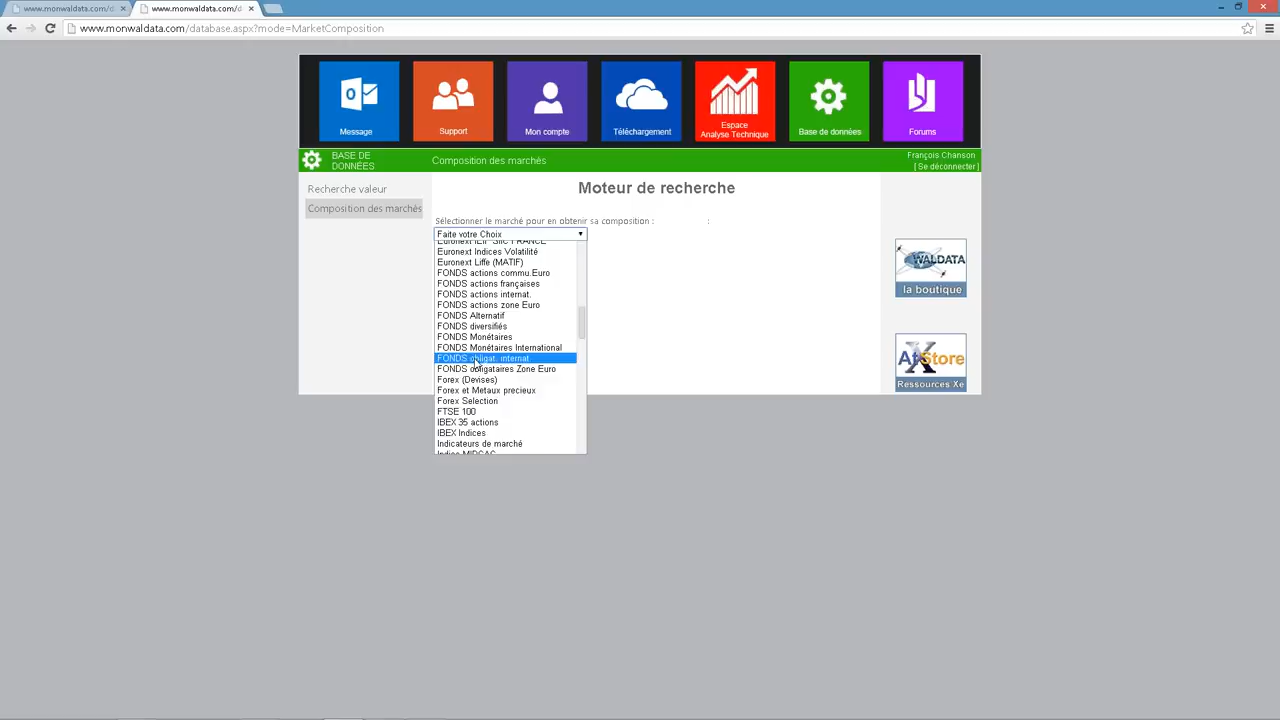 www.monwaldata.com/d
www.monwaldata.com/d
www.monwaldata.com/database.aspx?mode=MarketComposition
Message
Support
Mon compte
Téléchargement
Espace
Analyse Technique
Base de données
Forums
BASE DE
DONNÉES
Composition des marchés
François Chanson
[ Se déconnecter ]
Recherche valeur
Composition des marchés
Moteur de recherche
Sélectionner le marché pour en obtenir sa composition : :
Faite votre Choix
Euronext IEIF SIIC FRANCE
Euronext Indices Volatilité
Euronext Liffe (MATIF)
FONDS actions commu.Euro
FONDS actions françaises
FONDS actions internat.
FONDS actions zone Euro
FONDS Alternatif
FONDS diversifiés
FONDS Monétaires
FONDS Monétaires International
FONDS obligat. internat
FONDS obligataires Zone Euro
Forex (Devises)
Forex et Metaux precieux
Forex Selection
FTSE 100
IBEX 35 actions
IBEX Indices
Indicateurs de marché
Indice MIDCAC
WALDATA
la boutique
AtStore
Ressources Xe